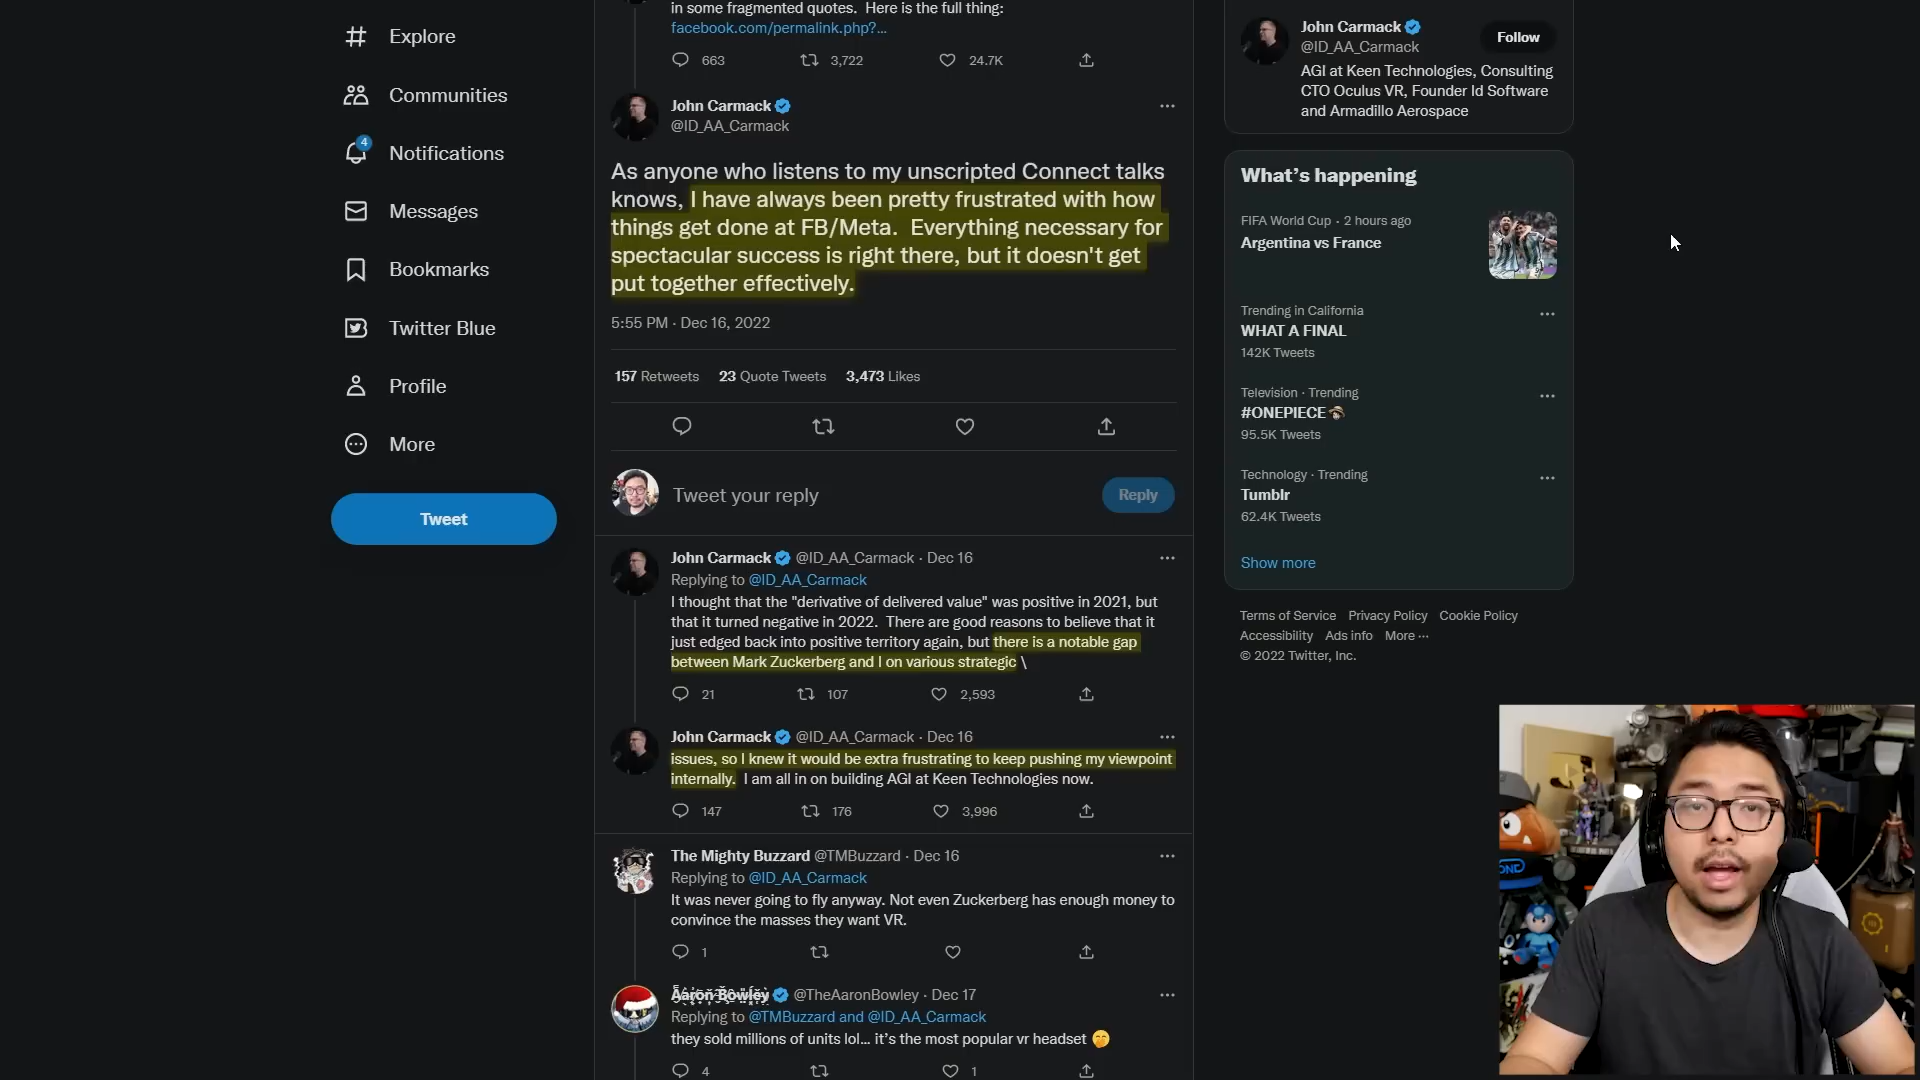 Explore
Communities
4
Notifications
Messages
Bookmarks
Twitter Blue
Profile
More
Tweet
in some fragmented quotes. Here is the full thing:
facebook.com/permalink.php?...
663 3,722 24.7K
John Carmack
@ID_AA_Carmack
As anyone who listens to my unscripted Connect talks
knows, I have always been pretty frustrated with how
things get done at FB/Meta. Everything necessary for
spectacular success is right there, but it doesn't get
put together effectively.
5:55 PM · Dec 16, 2022
157 Retweets 23 Quote Tweets 3,473 Likes
Tweet your reply
Reply
John Carmack @ID_AA_Carmack · Dec 16
Replying to @ID_AA_Carmack
I thought that the "derivative of delivered value" was positive in 2021, but
that it turned negative in 2022. There are good reasons to believe that it
just edged back into positive territory again, but there is a notable gap
between Mark Zuckerberg and I on various strategic \
21 107 2,593
John Carmack @ID_AA_Carmack · Dec 16
issues, so I knew it would be extra frustrating to keep pushing my viewpoint
internally. I am all in on building AGI at Keen Technologies now.
147 176 3,996
The Mighty Buzzard @TMBuzzard · Dec 16
Replying to @ID_AA_Carmack
It was never going to fly anyway. Not even Zuckerberg has enough money to
convince the masses they want VR.
1
Aaron Bowley @TheAaronBowley · Dec 17
Replying to @TMBuzzard and @ID_AA_Carmack
they sold millions of units lol... it's the most popular vr headset 🤭
4 1
John Carmack
@ID_AA_Carmack
Follow
AGI at Keen Technologies, Consulting
CTO Oculus VR, Founder Id Software
and Armadillo Aerospace
What's happening
FIFA World Cup · 2 hours ago
Argentina vs France
Trending in California
WHAT A FINAL
142K Tweets
Television · Trending
#ONEPIECE
95.5K Tweets
Technology · Trending
Tumblr
62.4K Tweets
Show more
Terms of Service Privacy Policy Cookie Policy
Accessibility Ads info More ···
© 2022 Twitter, Inc.